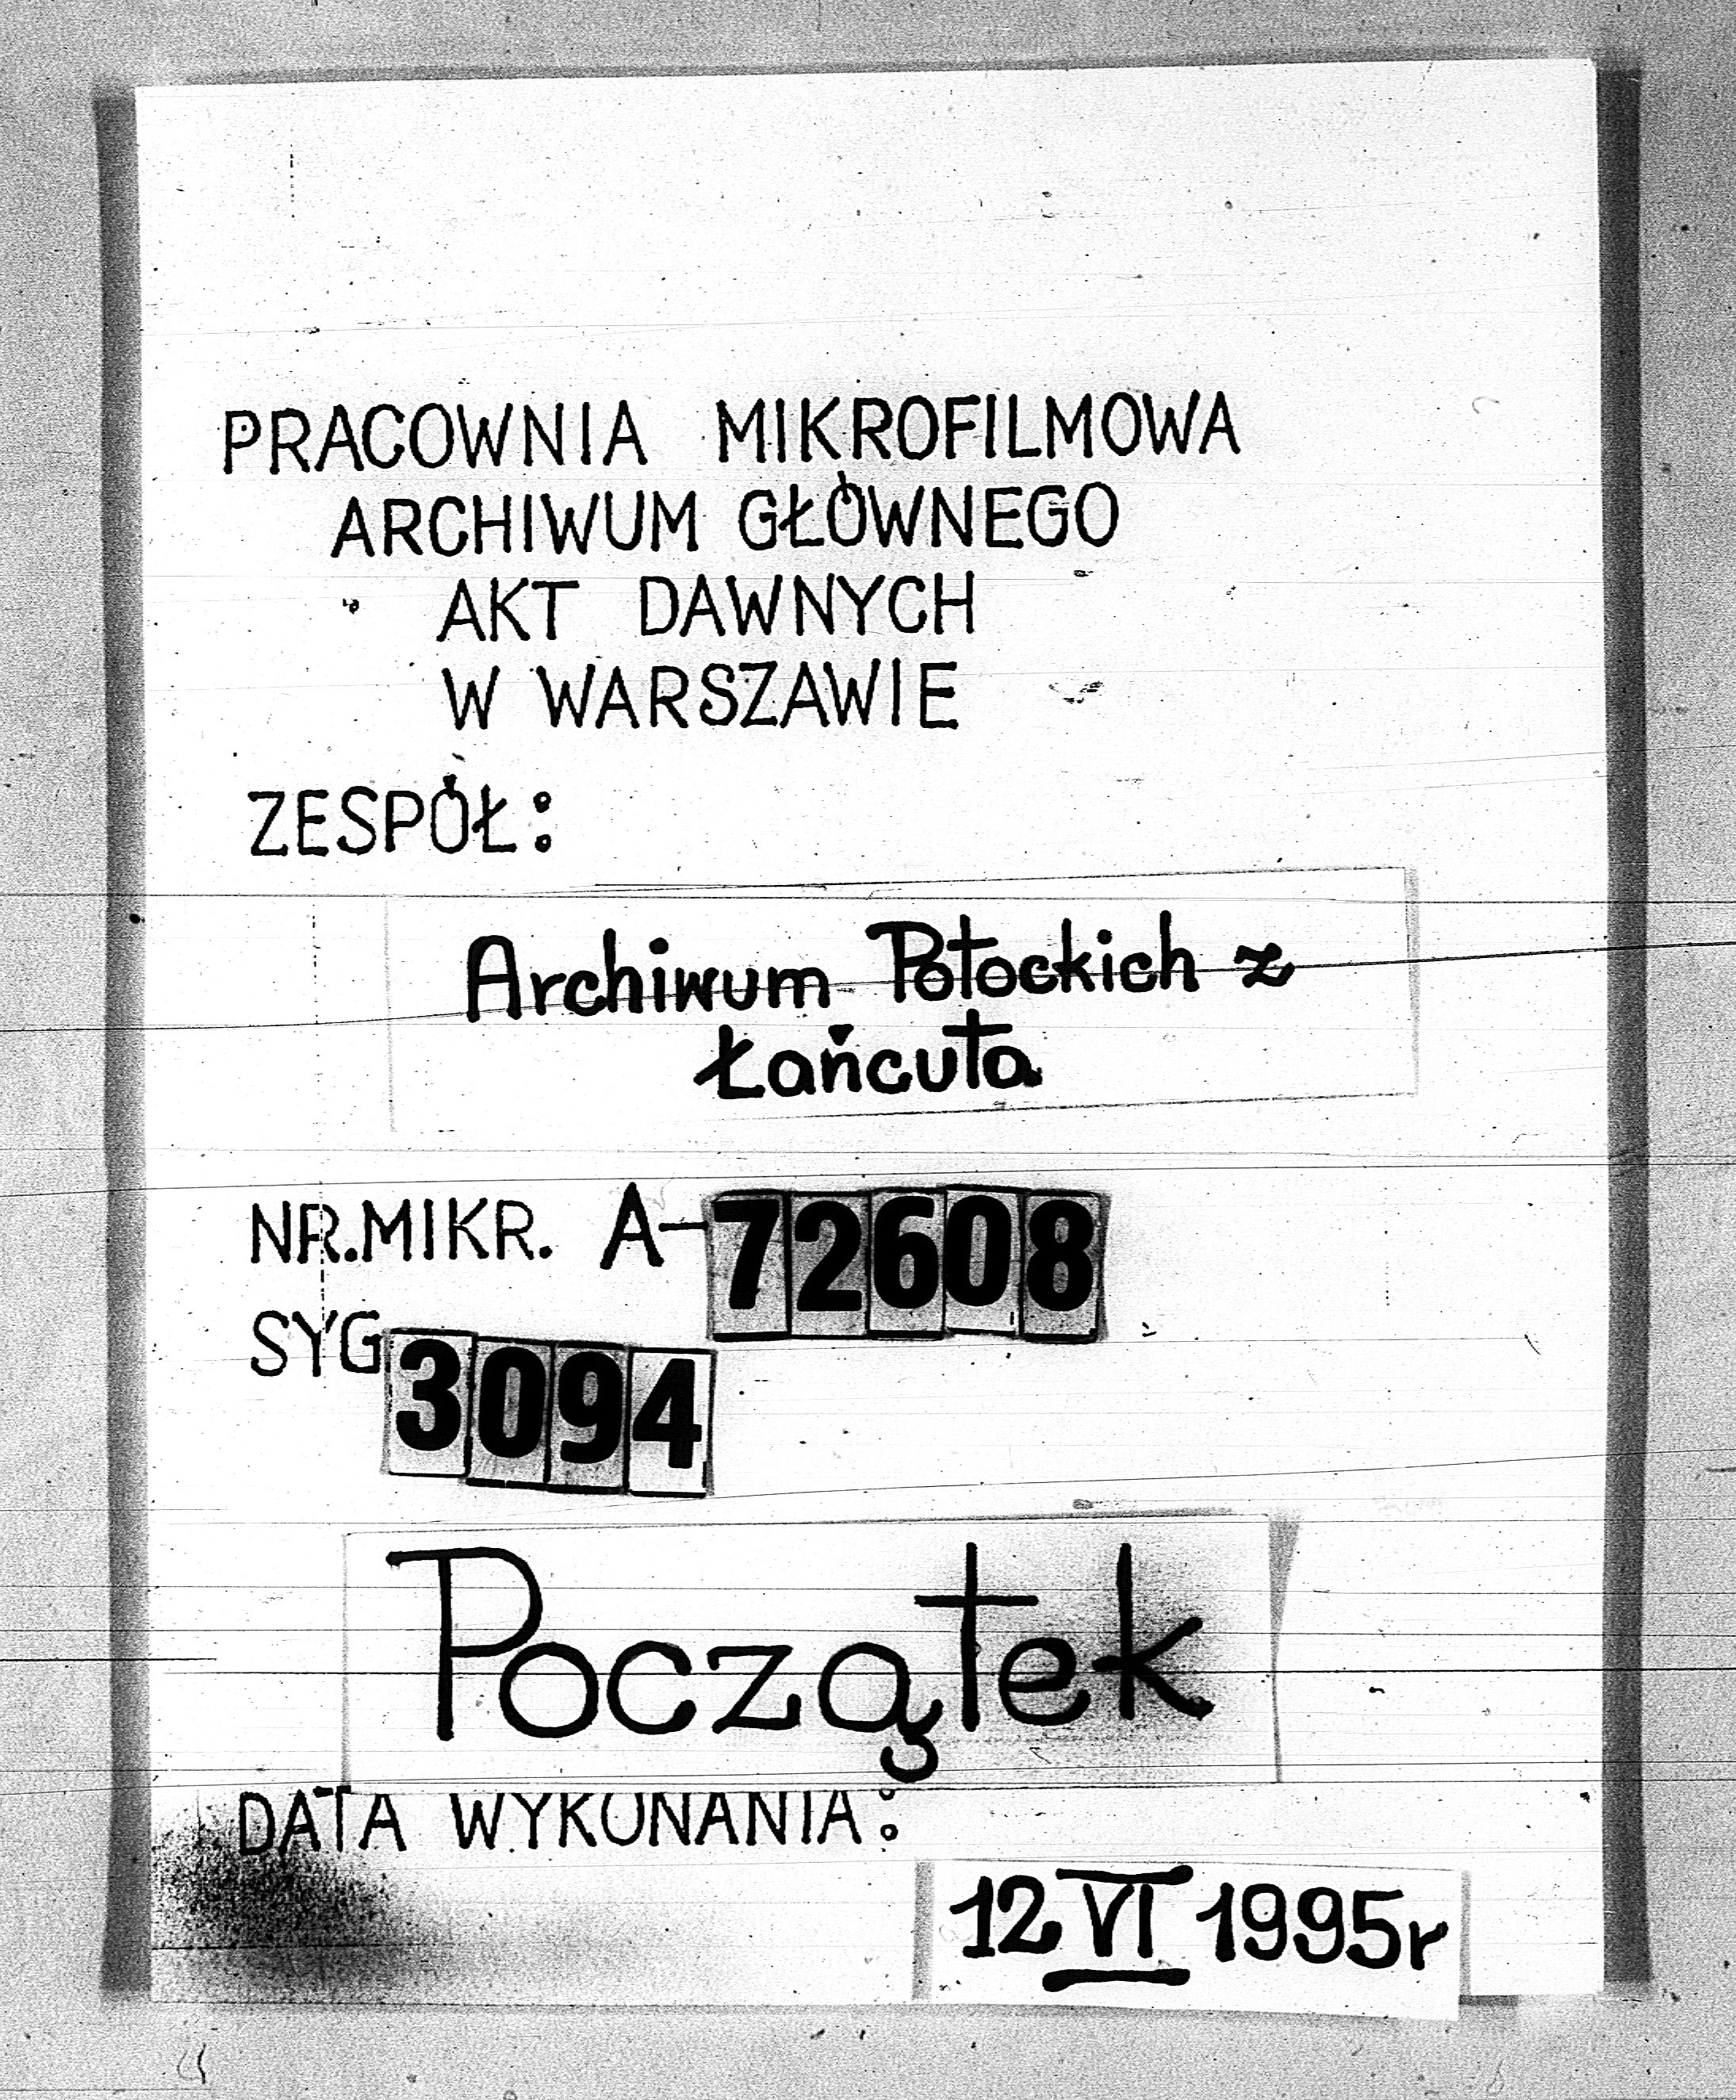 PRACOWNIA MIKROFILMOWA
ARCHIWUM GŁÓWNEGO
AKT DAWNYCH
W WARSZAWIE
ZESPÓŁ:
Archiwum Potockich z
Łańcuta
NR.MIKR. A-72608
SYG 3094
Początek
DATA WYKONANIA:
12 VI 1995r